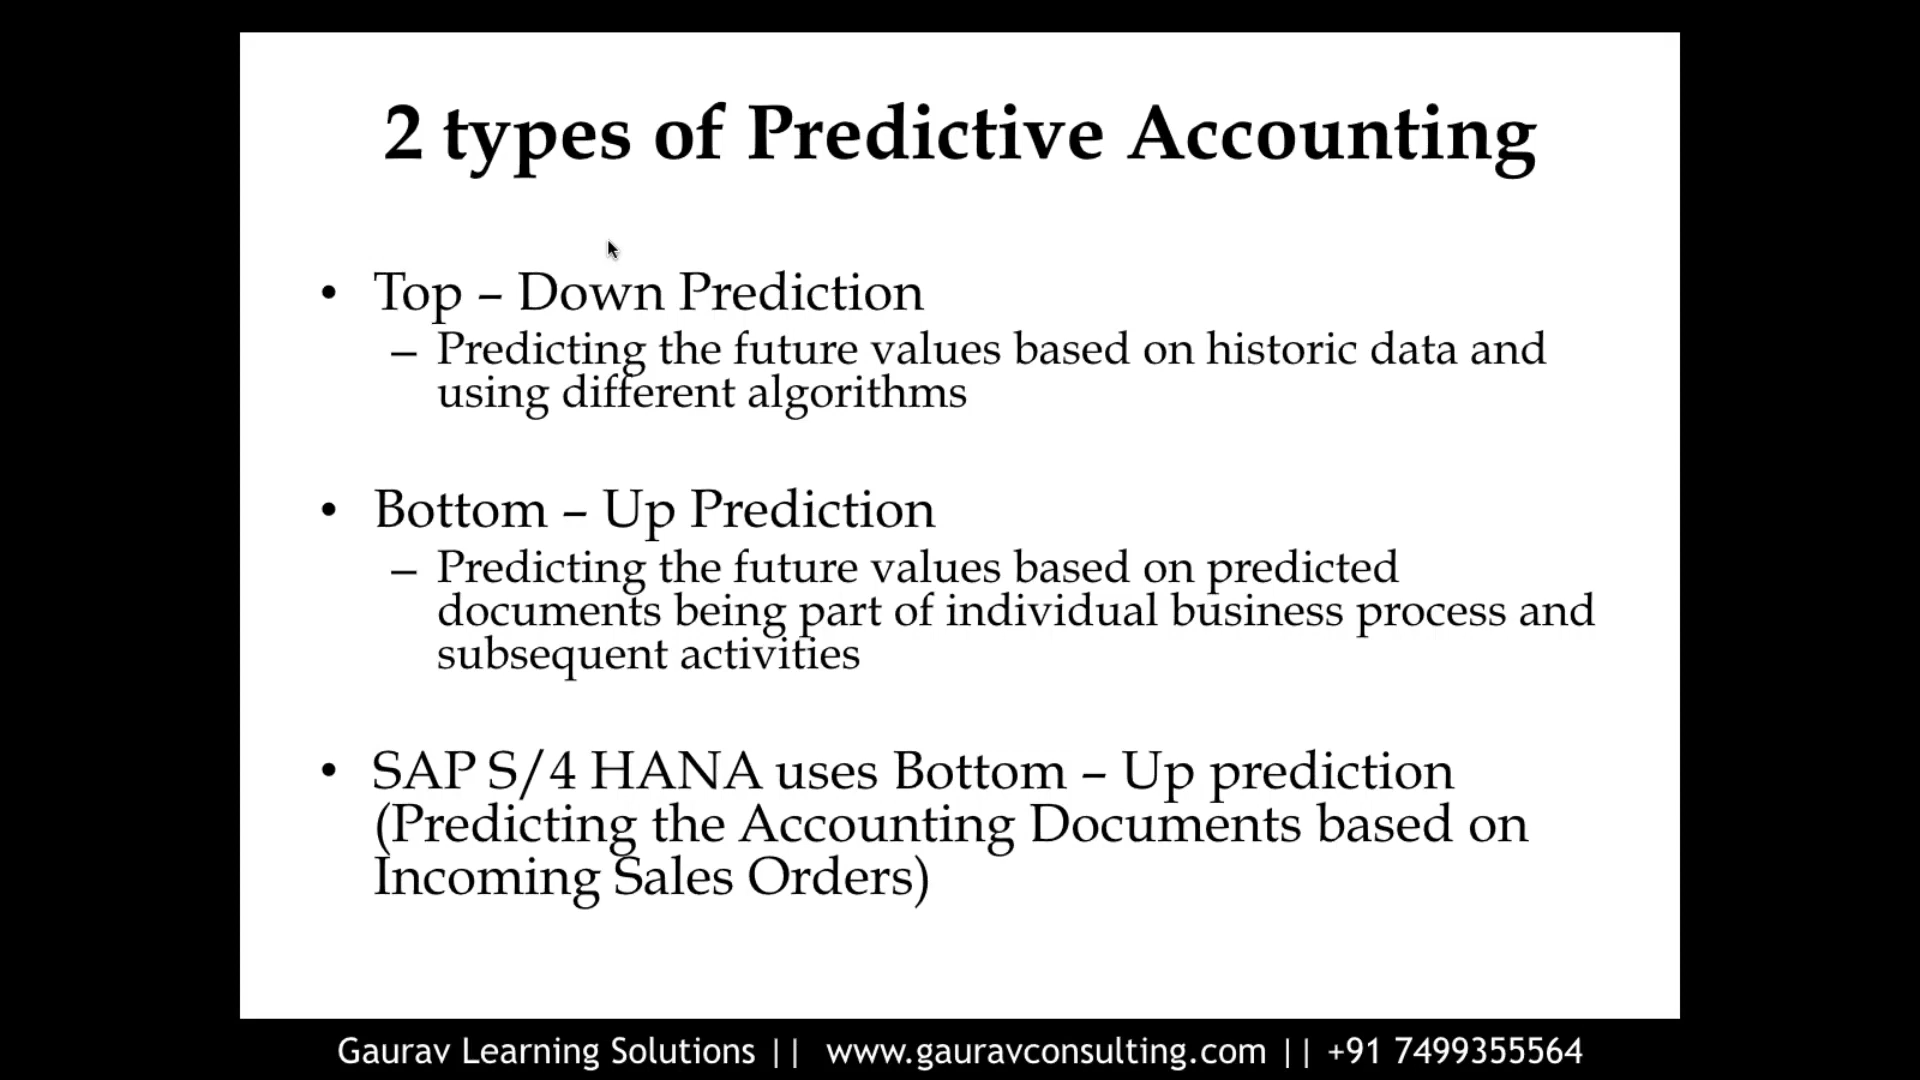 2 types of Predictive Accounting
• Top – Down Prediction
– Predicting the future values based on historic data and
using different algorithms
• Bottom – Up Prediction
– Predicting the future values based on predicted
documents being part of individual business process and
subsequent activities
• SAP S/4 HANA uses Bottom – Up prediction
(Predicting the Accounting Documents based on
Incoming Sales Orders)
Gaurav Learning Solutions || www.gauravconsulting.com || +91 7499355564